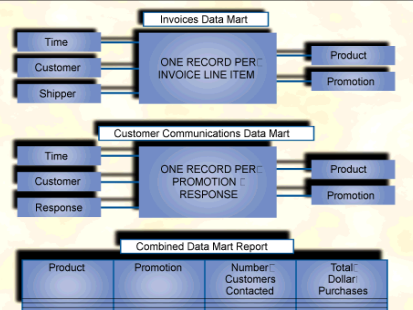 Invoices Data Mart
Time
Customer
Shipper
ONE RECORD PER
INVOICE LINE ITEM
Product
Promotion
Customer Communications Data Mart
Time
Customer
Response
ONE RECORD PER
PROMOTION
RESPONSE
Product
Promotion
Combined Data Mart Report
Product
Promotion
Number
Customers
Contacted
Total
Dollar
Purchases